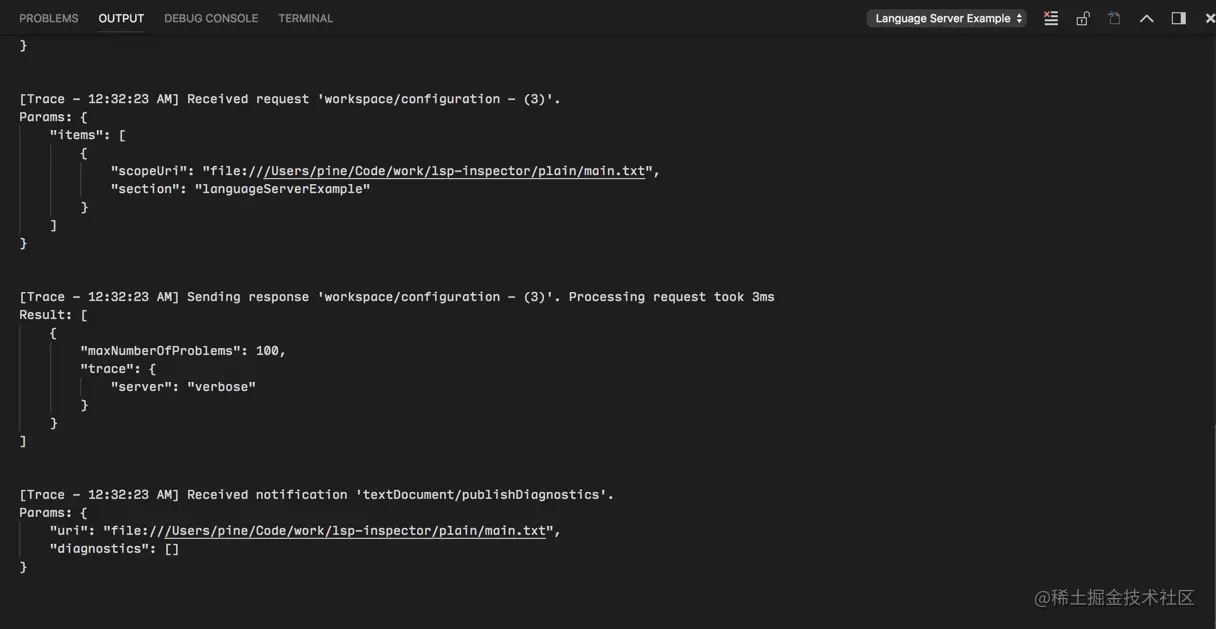 PROBLEMS OUTPUT DEBUG CONSOLE TERMINAL Language Server Example
}
[Trace - 12:32:23 AM] Received request 'workspace/configuration - (3)'.
Params: {
    "items": [
        {
            "scopeUri": "file:///Users/pine/Code/work/lsp-inspector/plain/main.txt",
            "section": "languageServerExample"
        }
    ]
}
[Trace - 12:32:23 AM] Sending response 'workspace/configuration - (3)'. Processing request took 3ms
Result: [
    {
        "maxNumberOfProblems": 100,
        "trace": {
            "server": "verbose"
        }
    }
]
[Trace - 12:32:23 AM] Received notification 'textDocument/publishDiagnostics'.
Params: {
    "uri": "file:///Users/pine/Code/work/lsp-inspector/plain/main.txt",
    "diagnostics": []
}
@稀土掘金技术社区